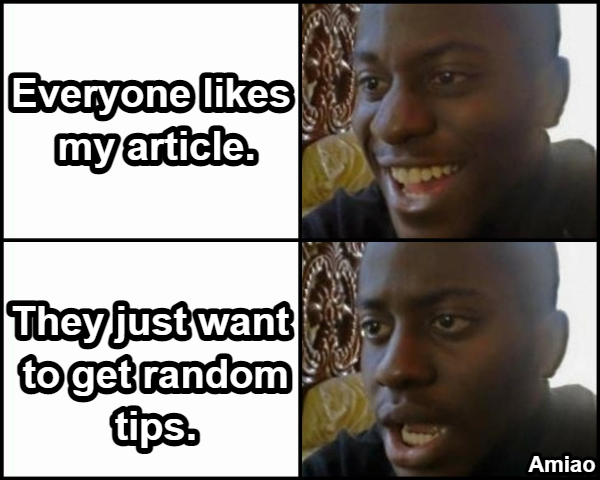 Everyone likes
my article.
They just want
to get random
tips.
Amiao